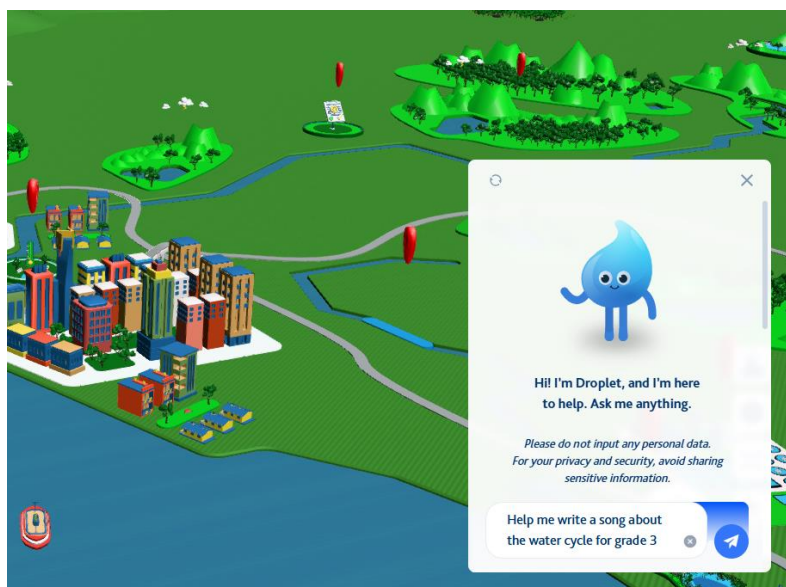 Hi! I'm Droplet, and I'm here
to help. Ask me anything.
Please do not input any personal data.
For your privacy and security, avoid sharing
sensitive information.
Help me write a song about
the water cycle for grade 3